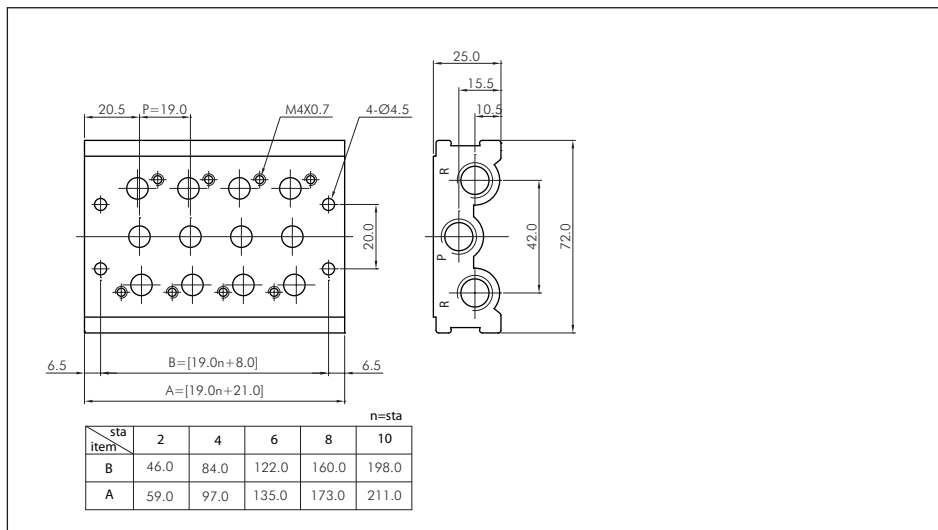 25.0
15.5
10.5
20.5 P=19.0 M4X0.7 4-Ø4.5
R
20.0
P
42.0
72.0
R
6.5 B=[19.0n+8.0] 6.5
A=[19.0n+21.0]
n=sta
sta
item 2 4 6 8 10
B 46.0 84.0 122.0 160.0 198.0
A 59.0 97.0 135.0 173.0 211.0